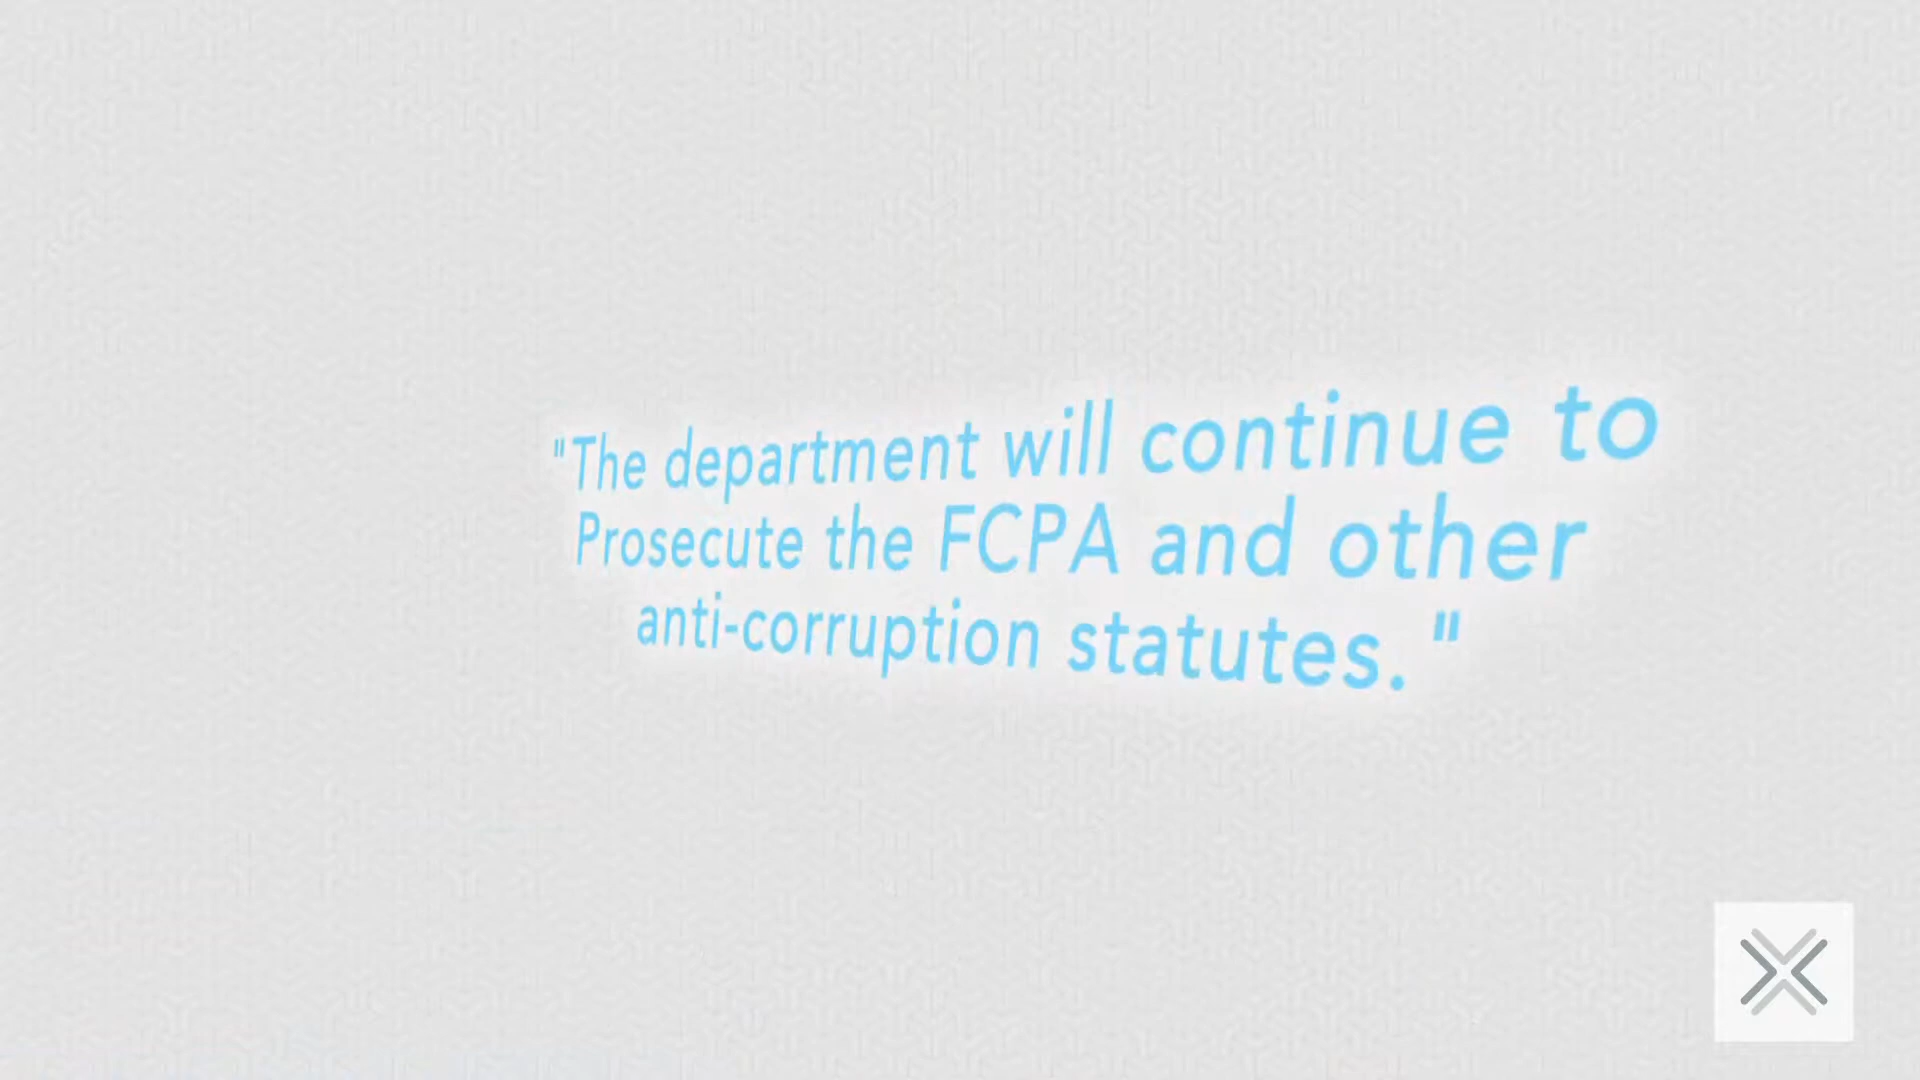 "The department will continue to
Prosecute the FCPA and other
anti-corruption statutes. "